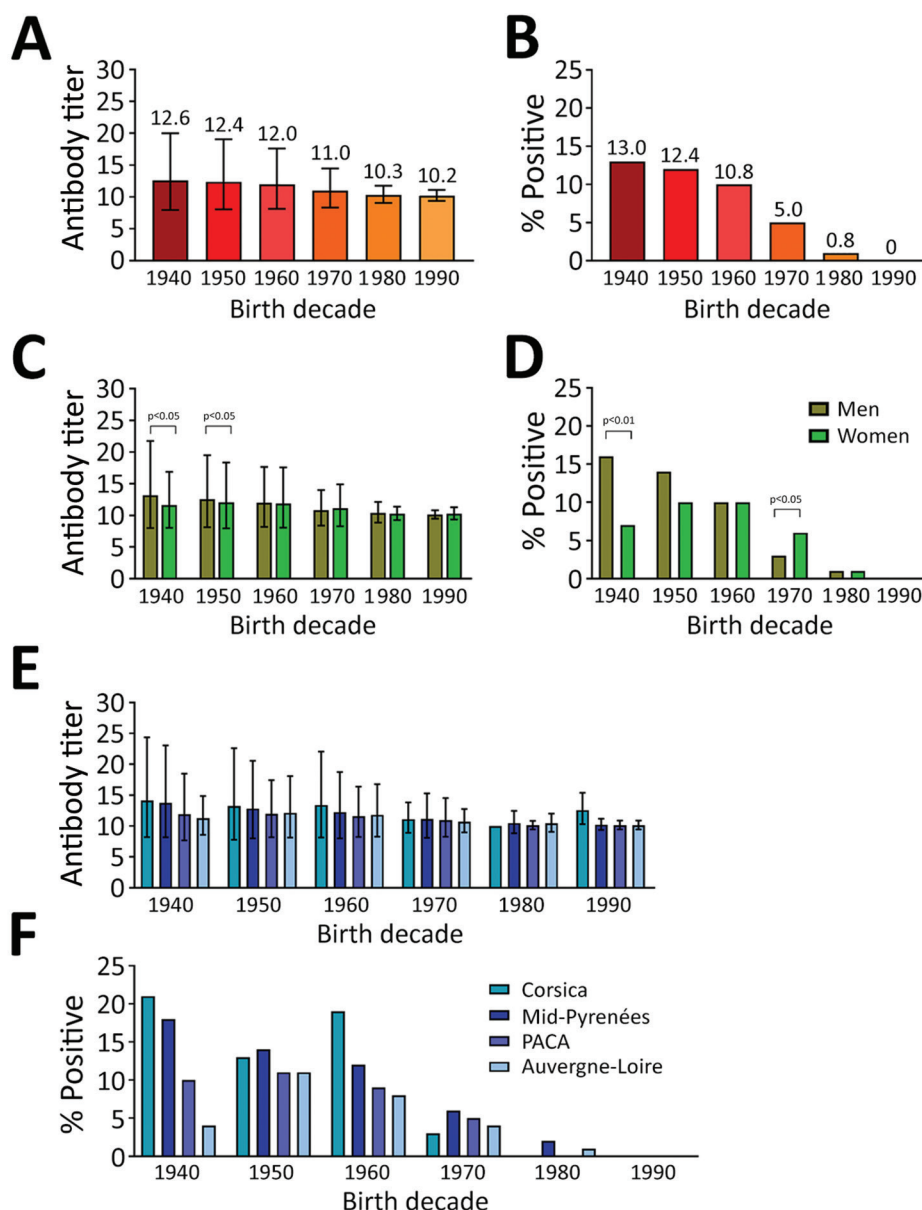 A
Antibody titer
30
25
20
15
10
5
0
12.6 12.4 12.0 11.0 10.3 10.2
1940 1950 1960 1970 1980 1990
Birth decade
B
% Positive
25
20
15
10
5
0
13.0 12.4 10.8 5.0 0.8 0
1940 1950 1960 1970 1980 1990
Birth decade
C
Antibody titer
30
25
20
15
10
5
0
p<0.05 p<0.05
1940 1950 1960 1970 1980 1990
Birth decade
D
% Positive
25
20
15
10
5
0
Men
Women
p<0.01
p<0.05
1940 1950 1960 1970 1980 1990
Birth decade
E
Antibody titer
30
25
20
15
10
5
0
1940 1950 1960 1970 1980 1990
Birth decade
F
% Positive
25
20
15
10
5
0
Corsica
Mid-Pyrenées
PACA
Auvergne-Loire
1940 1950 1960 1970 1980 1990
Birth decade